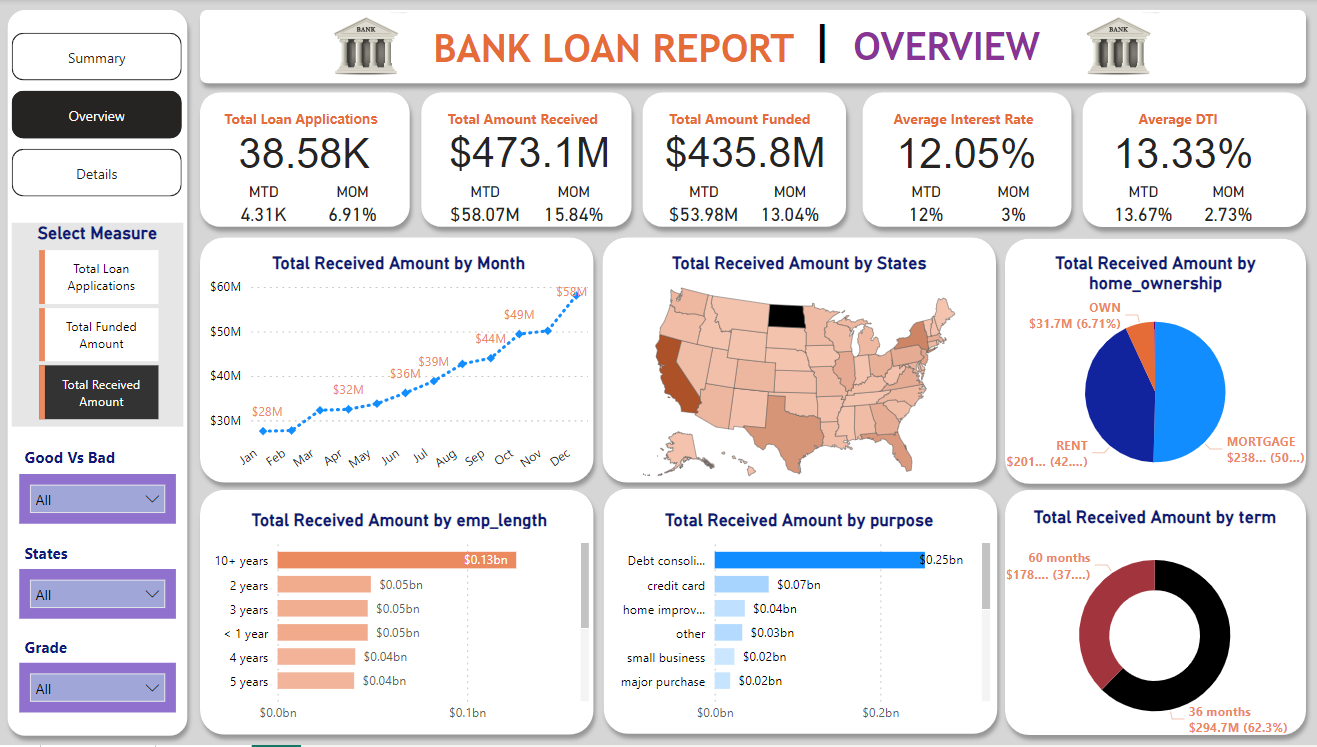 Summary
Overview
Details
Select Measure
Total Loan
Applications
Total Funded
Amount
Total Received
Amount
Good Vs Bad
All
States
All
Grade
All
BANK
BANK LOAN REPORT | OVERVIEW
BANK
Total Loan Applications
38.58K
MTD MOM
4.31K 6.91%
Total Amount Received
$473.1M
MTD MOM
$58.07M 15.84%
Total Amount Funded
$435.8M
MTD MOM
$53.98M 13.04%
Average Interest Rate
12.05%
MTD MOM
12% 3%
Average DTI
13.33%
MTD MOM
13.67% 2.73%
Total Received Amount by Month
$60M
$50M
$40M
$30M
$28M
$32M
$36M
$39M
$44M
$49M
$58M
Jan
Feb
Mar
Apr
May
Jun
Jul
Aug
Sep
Oct
Nov
Dec
Total Received Amount by States
Total Received Amount by
home_ownership
OWN
$31.7M (6.71%)
RENT
$201... (42....)
MORTGAGE
$238... (50...)
Total Received Amount by emp_length
10+ years $0.13bn
2 years $0.05bn
3 years $0.05bn
< 1 year $0.05bn
4 years $0.04bn
5 years $0.04bn
$0.0bn $0.1bn
Total Received Amount by purpose
Debt consoli... $0.25bn
credit card $0.07bn
home improv... $0.04bn
other $0.03bn
small business $0.02bn
major purchase $0.02bn
$0.0bn $0.2bn
Total Received Amount by term
60 months
$178.... (37....)
36 months
$294.7M (62.3%)